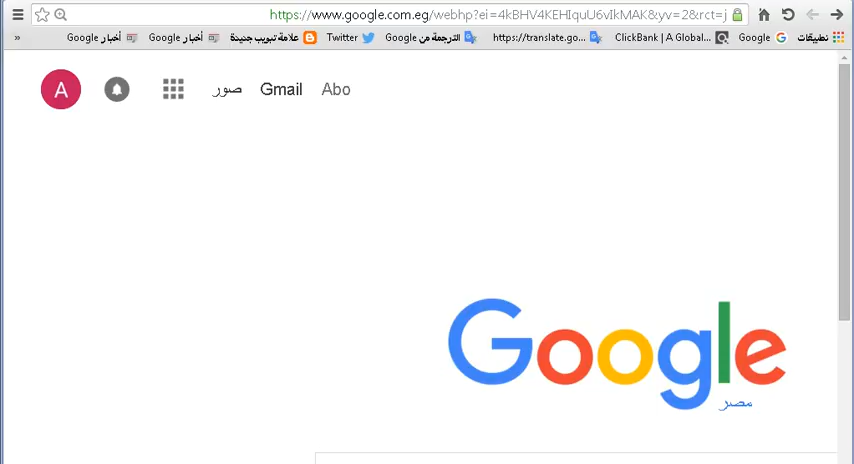 https://www.google.com.eg/webhp?ei=4kBHV4KEHIquU6vIkMAK&yv=2&rct=j
تطبيقات Google ClickBank | A Global... https://translate.go... الترجمة من Google علامة تبويب جديدة Twitter أخبار Google أخبار Google »
A صور Gmail Abo
Google
مصر